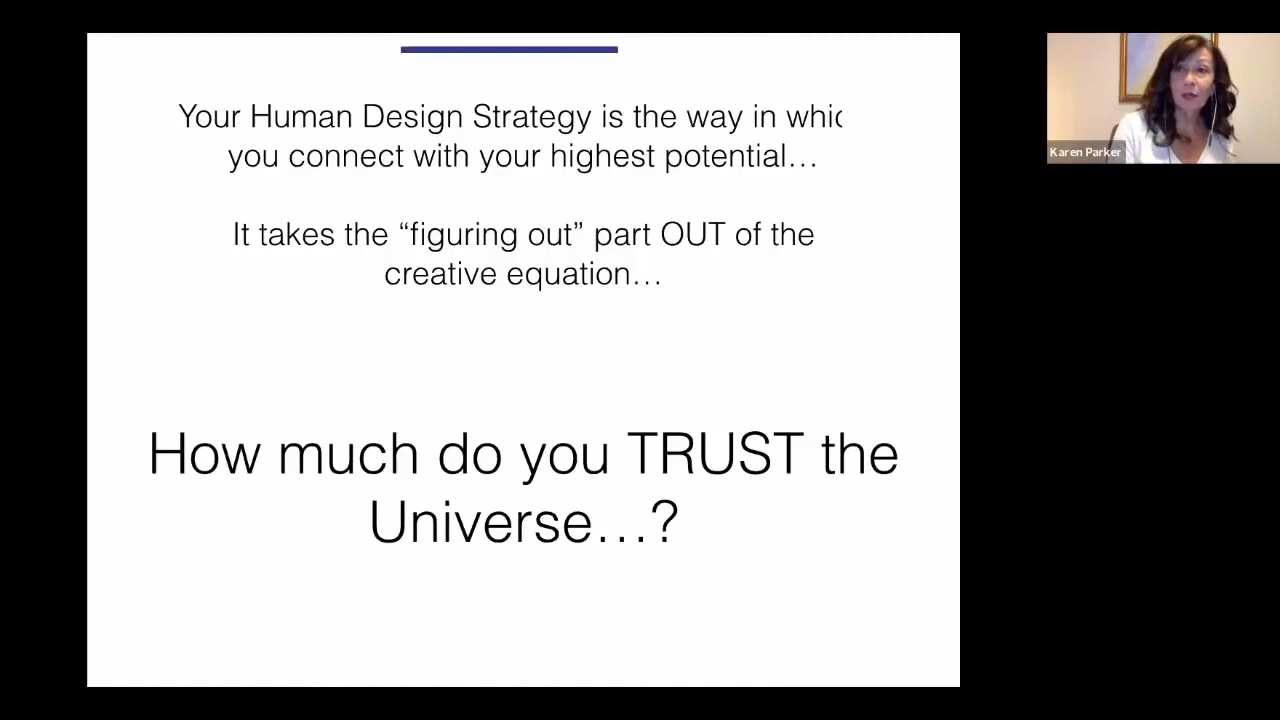 Your Human Design Strategy is the way in whic
you connect with your highest potential…
It takes the “figuring out” part OUT of the
creative equation…
How much do you TRUST the
Universe…?
Karen Parker